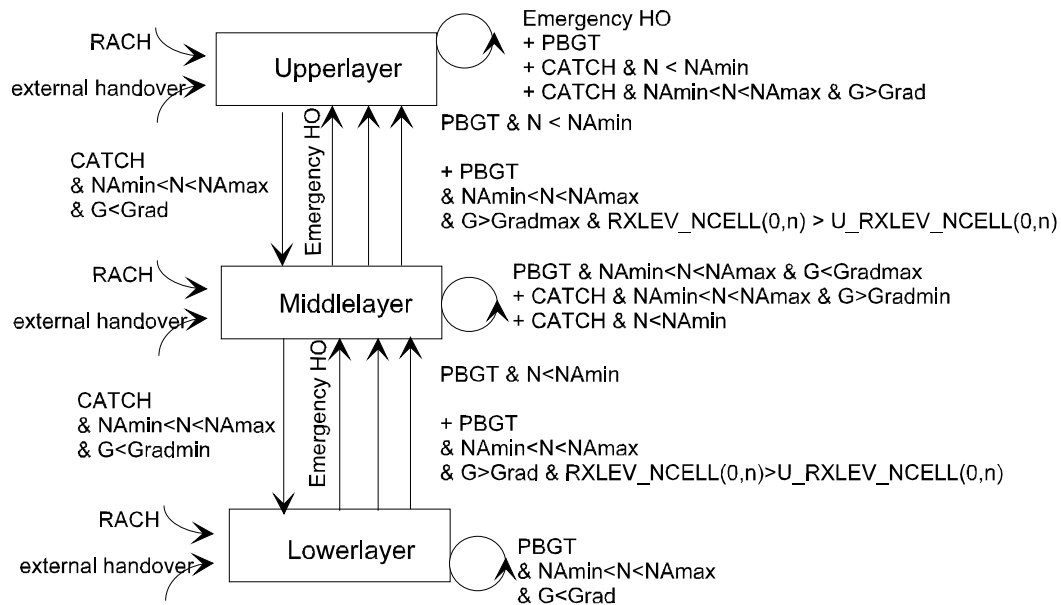 RACH
external handover
Upperlayer
Emergency HO
+ PBGT
+ CATCH & N < NAmin
+ CATCH & NAmin<N<NAmax & G>Grad
CATCH
& NAmin<N<NAmax
& G<Grad
Emergency HO
PBGT & N < NAmin
+ PBGT
& NAmin<N<NAmax
& G>Gradmax & RXLEV_NCELL(0,n) > U_RXLEV_NCELL(0,n)
RACH
external handover
Middlelayer
PBGT & NAmin<N<NAmax & G<Gradmax
+ CATCH & NAmin<N<NAmax & G>Gradmin
+ CATCH & N<NAmin
CATCH
& NAmin<N<NAmax
& G<Gradmin
Emergency HO
PBGT & N<NAmin
+ PBGT
& NAmin<N<NAmax
& G>Grad & RXLEV_NCELL(0,n)>U_RXLEV_NCELL(0,n)
RACH
external handover
Lowerlayer
PBGT
& NAmin<N<NAmax
& G<Grad